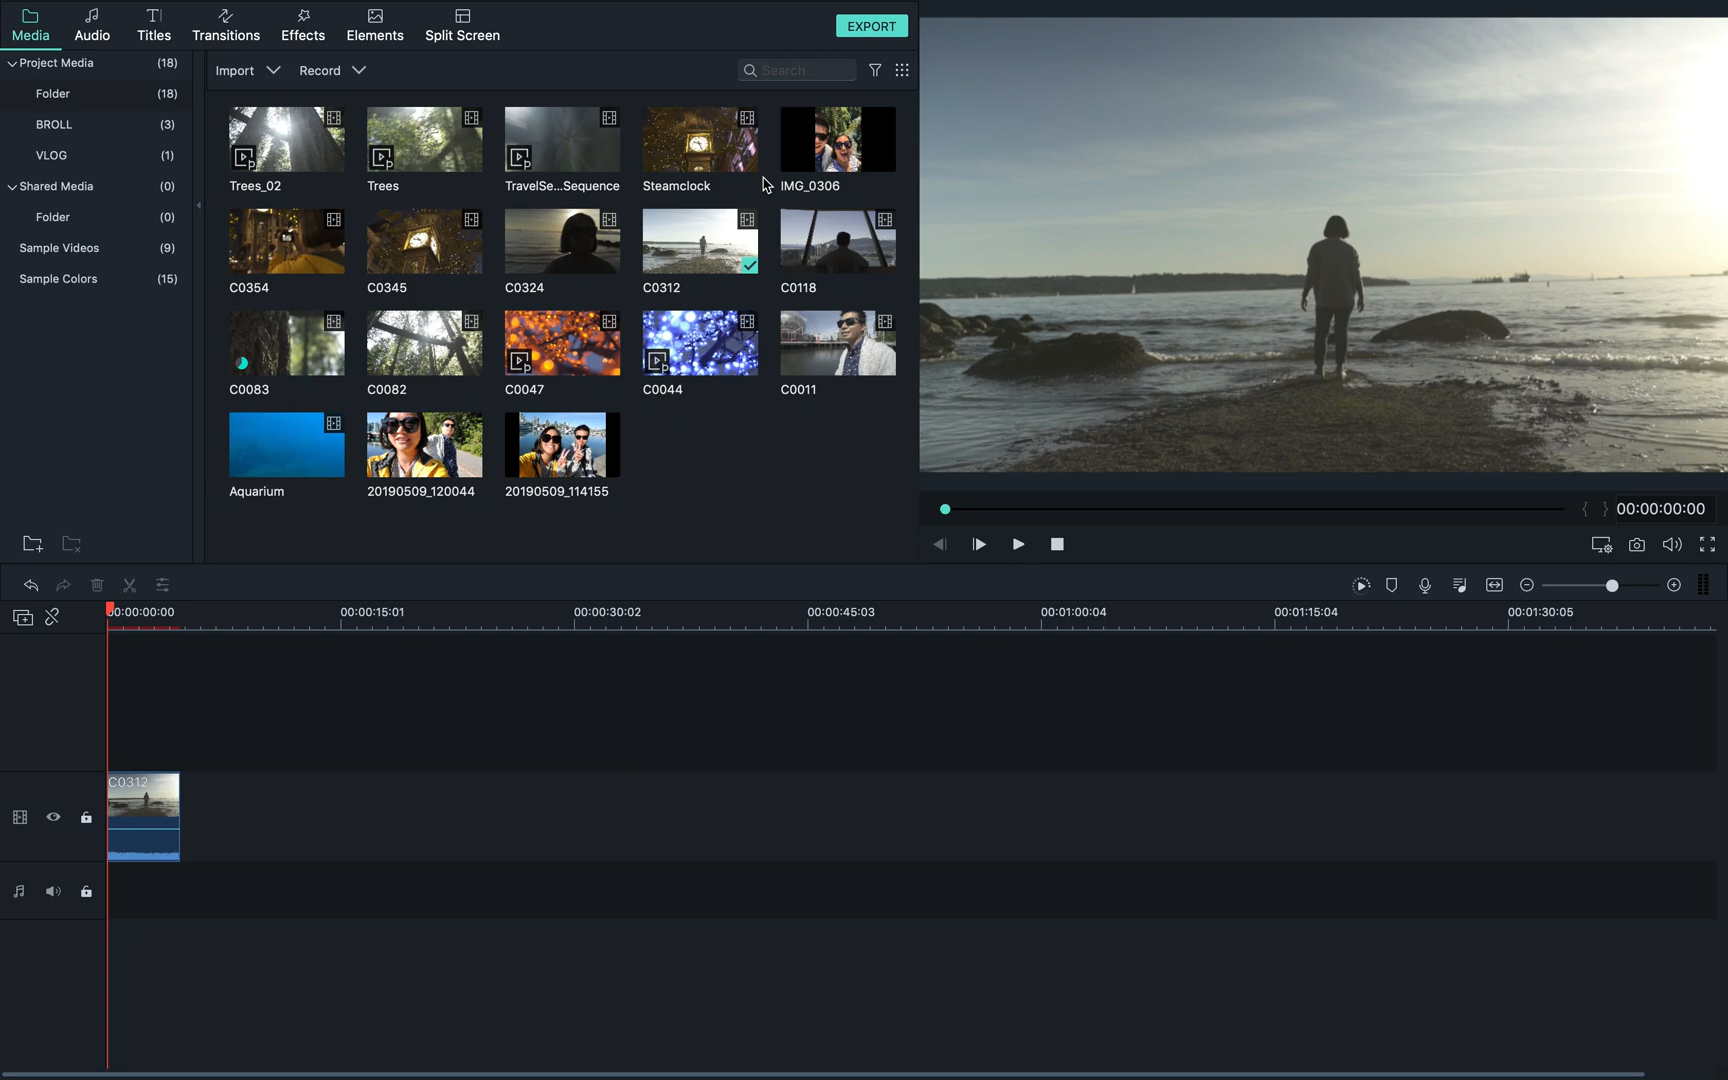 Media Audio Titles Transitions Effects Elements Split Screen EXPORT
Project Media (18)
Folder (18)
BROLL (3)
VLOG (1)
Shared Media (0)
Folder (0)
Sample Videos (9)
Sample Colors (15)
Import Record Search
Trees_02 Trees TravelSe...Sequence Steamclock IMG_0306
C0354 C0345 C0324 C0312 C0118
C0083 C0082 C0047 C0044 C0011
Aquarium 20190509_120044 20190509_114155
00:00:00:00
00:00:00:00 00:00:15:01 00:00:30:02 00:00:45:03 00:01:00:04 00:01:15:04 00:01:30:05
C0312